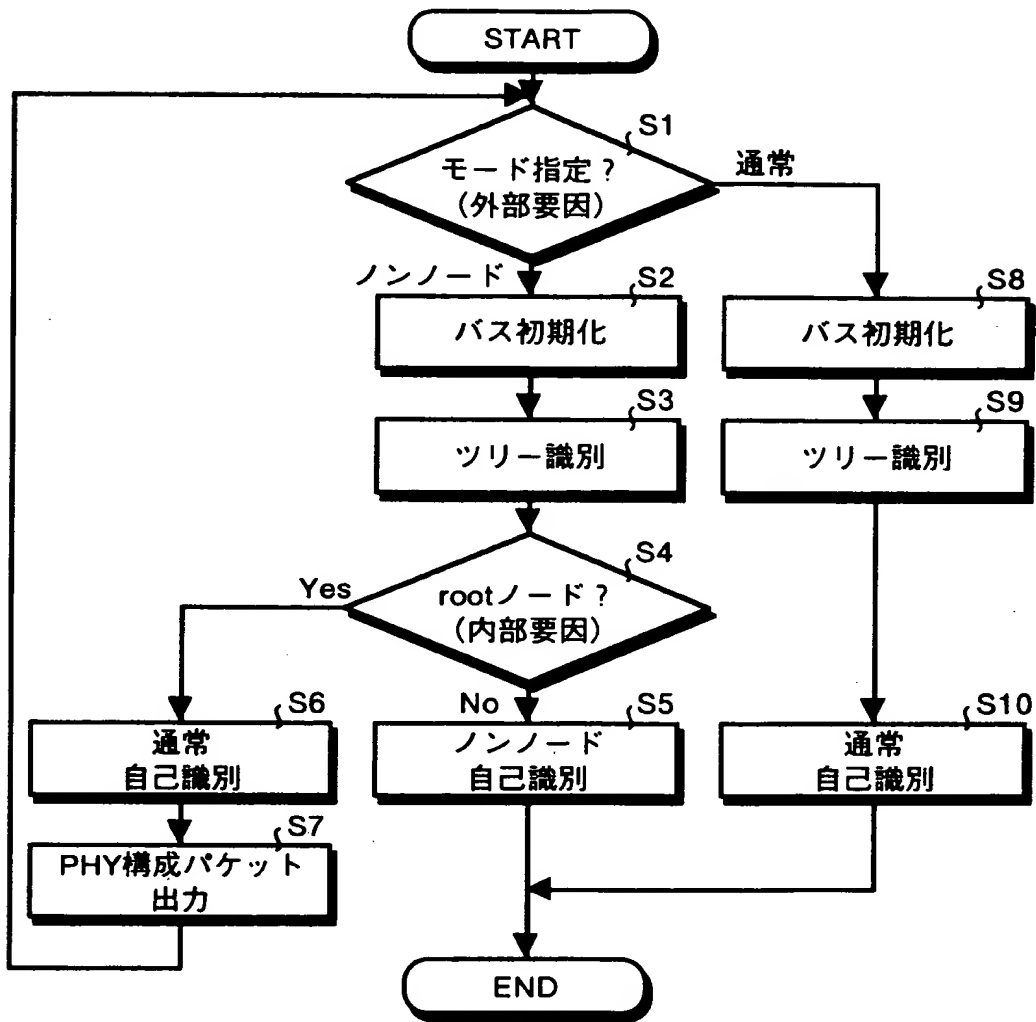 START
S1
モード指定？
(外部要因)
通常
ノンノード
S2
バス初期化
S8
バス初期化
S3
ツリー識別
S9
ツリー識別
S4
rootノード？
(内部要因)
Yes
No
S6
通常
自己識別
S5
ノンノード
自己識別
S10
通常
自己識別
S7
PHY構成パケット
出力
END